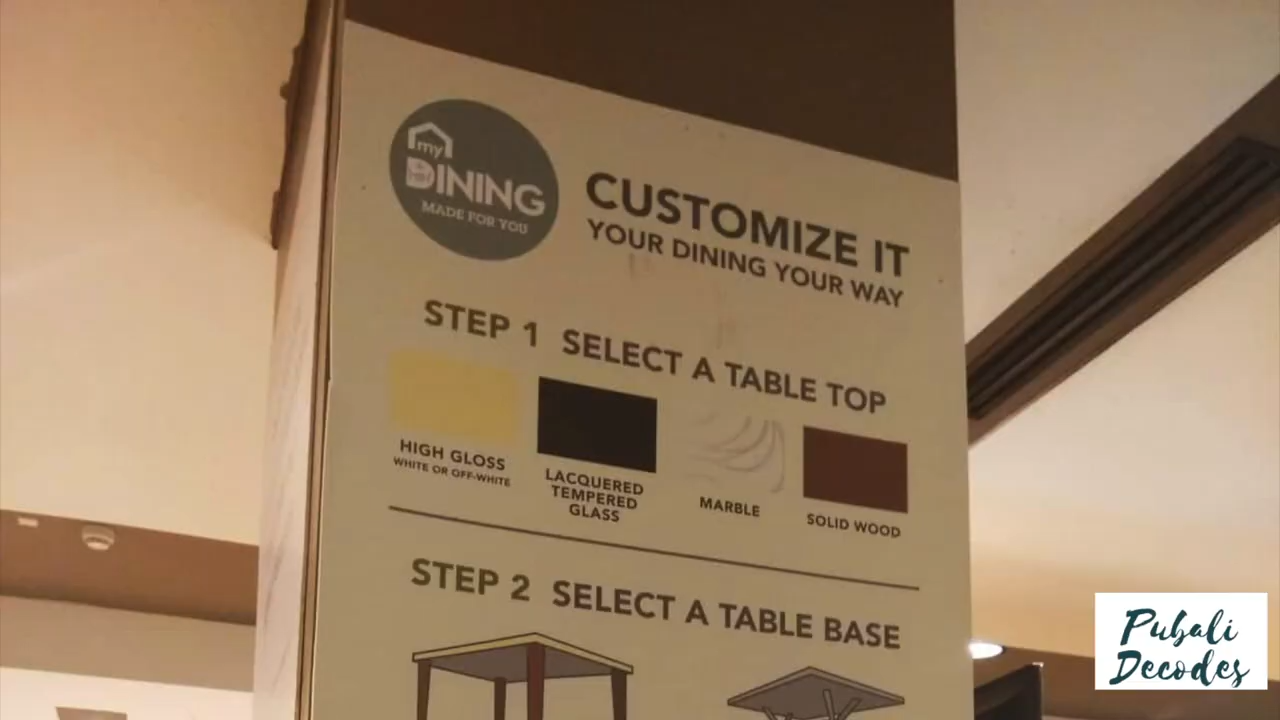 my
DINING
MADE FOR YOU
CUSTOMIZE IT
YOUR DINING YOUR WAY
STEP 1 SELECT A TABLE TOP
HIGH GLOSS
WHITE OR OFF-WHITE
LACQUERED
TEMPERED
GLASS
MARBLE
SOLID WOOD
STEP 2 SELECT A TABLE BASE
Pubali
Decodes